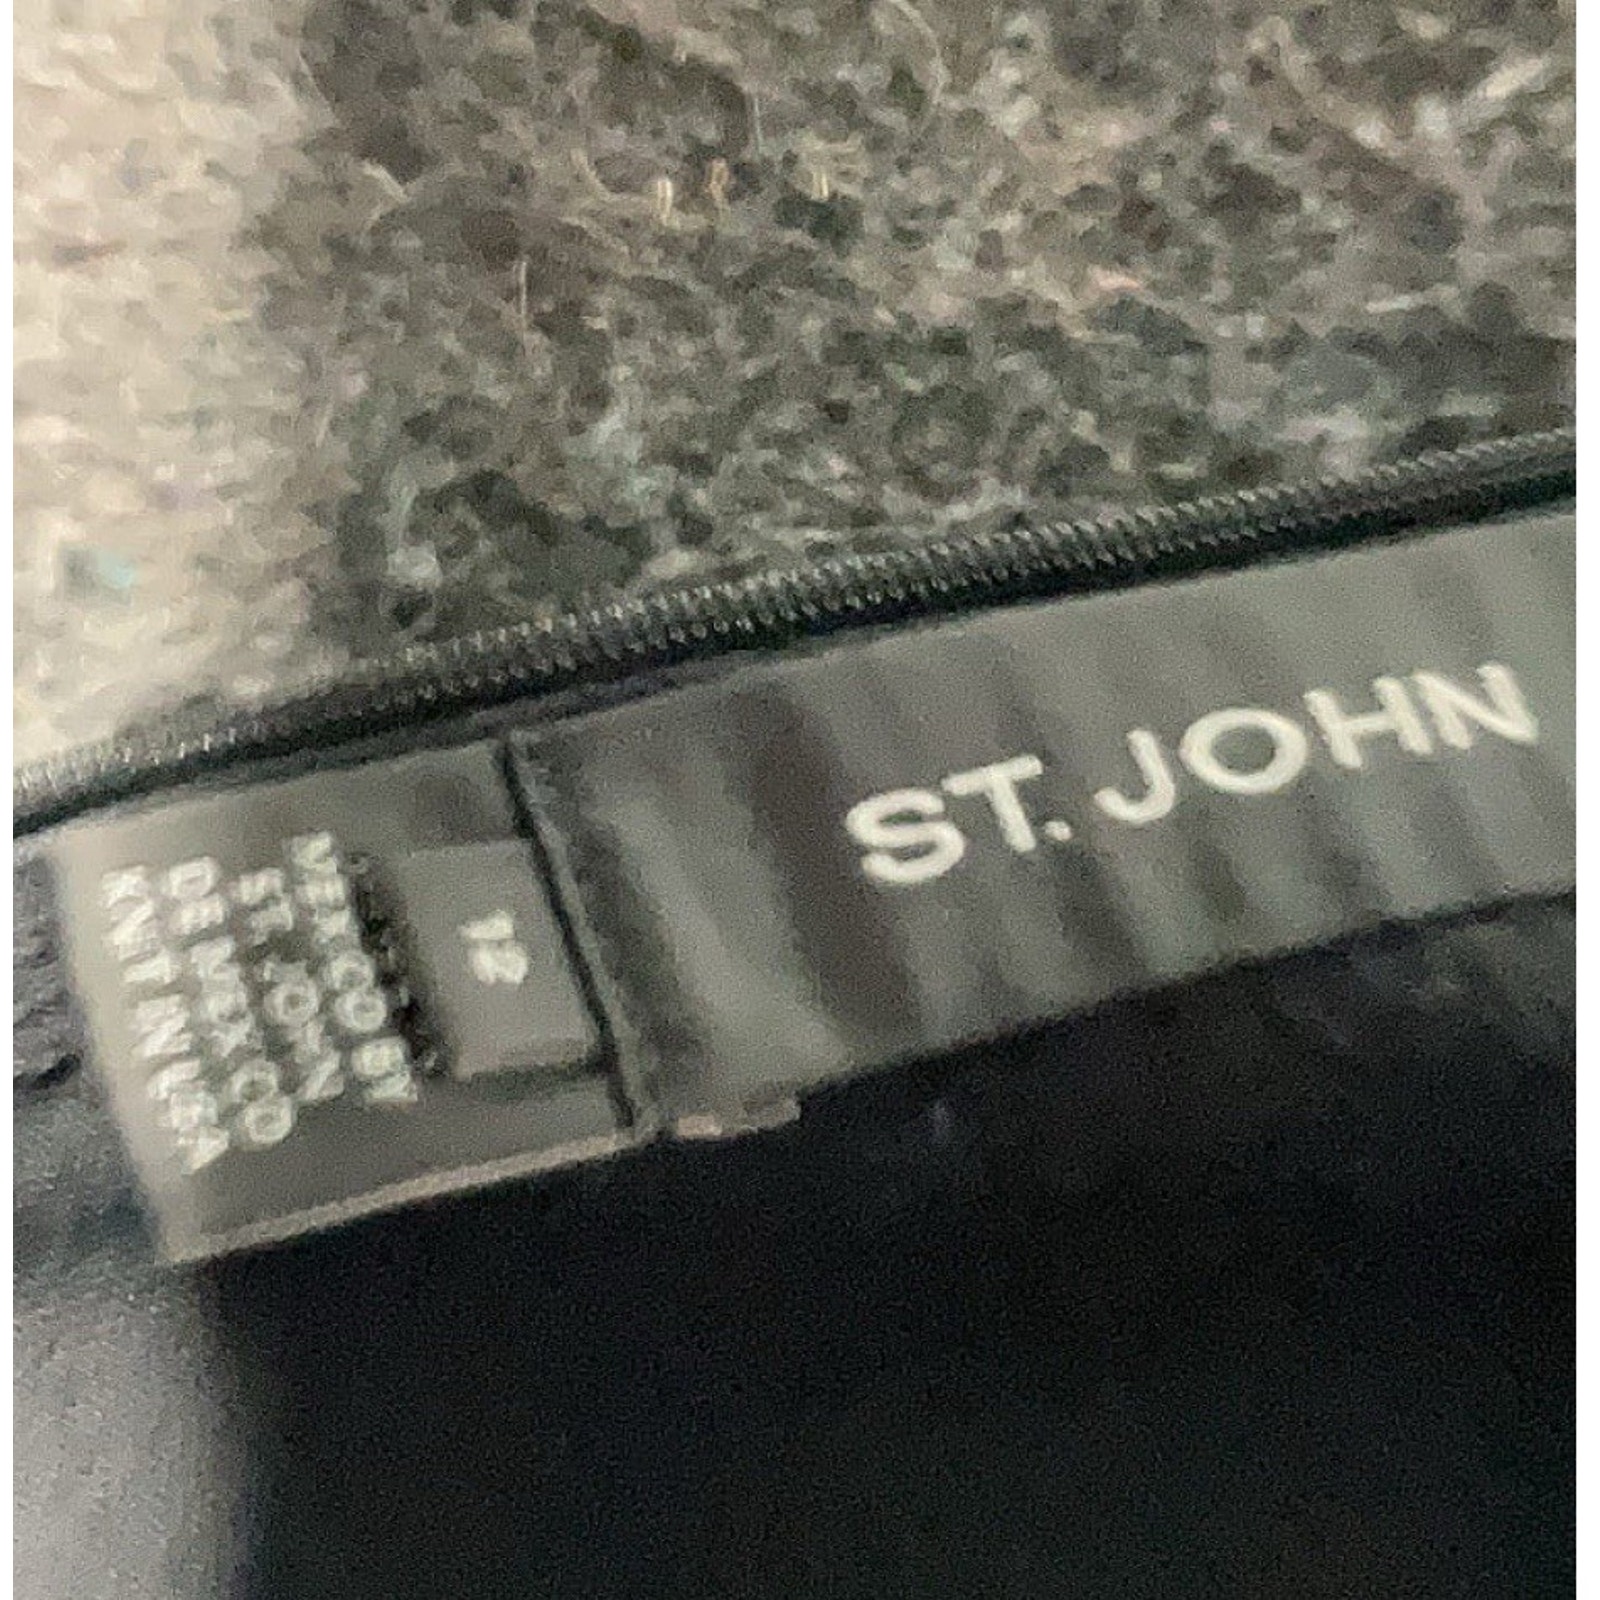 ST. JOHN
12
MEXICO BY
ST. JOHN
DE MEXICO
KNIT IN USA